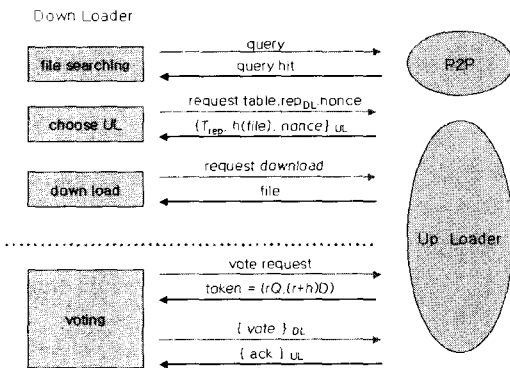 Down Loader
query
file searching
query hit
P2P
request table,rep_DL,nonce
choose UL
{T_rep, h(file), nonce}_UL
request download
down load
file
Up Loader
vote request
token = (rQ,(r+h)D)
voting
{ vote }_DL
{ ack }_UL